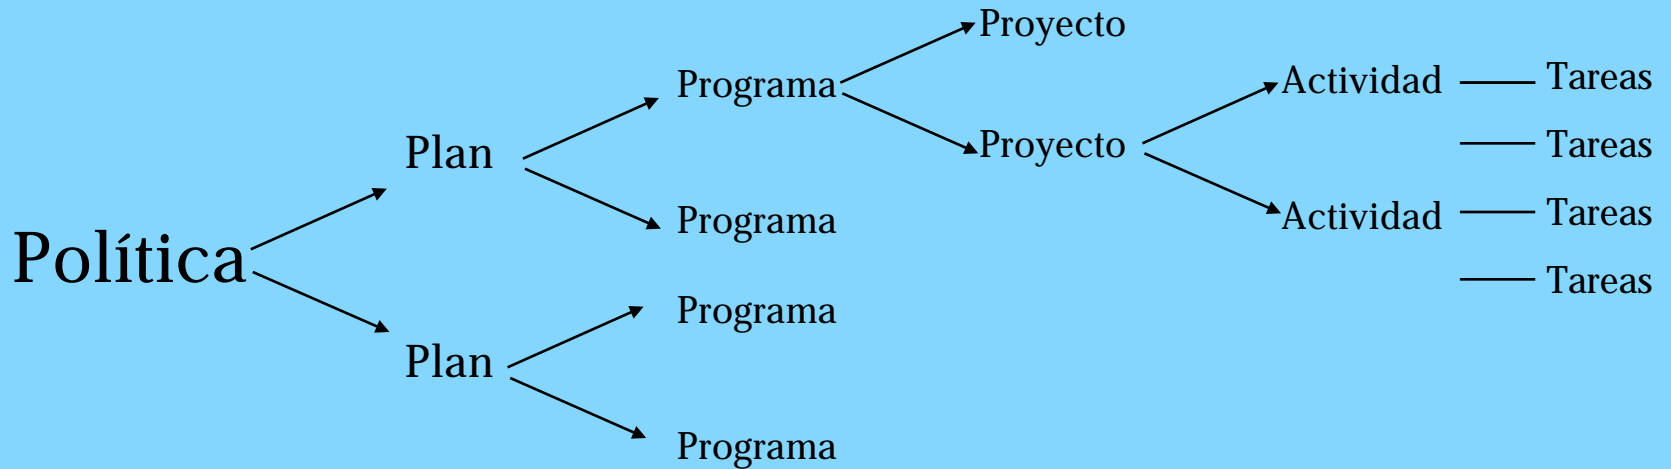 Proyecto
Programa
Actividad
Tareas
Plan
Proyecto
Tareas
Política
Programa
Actividad
Tareas
Programa
Tareas
Plan
Programa